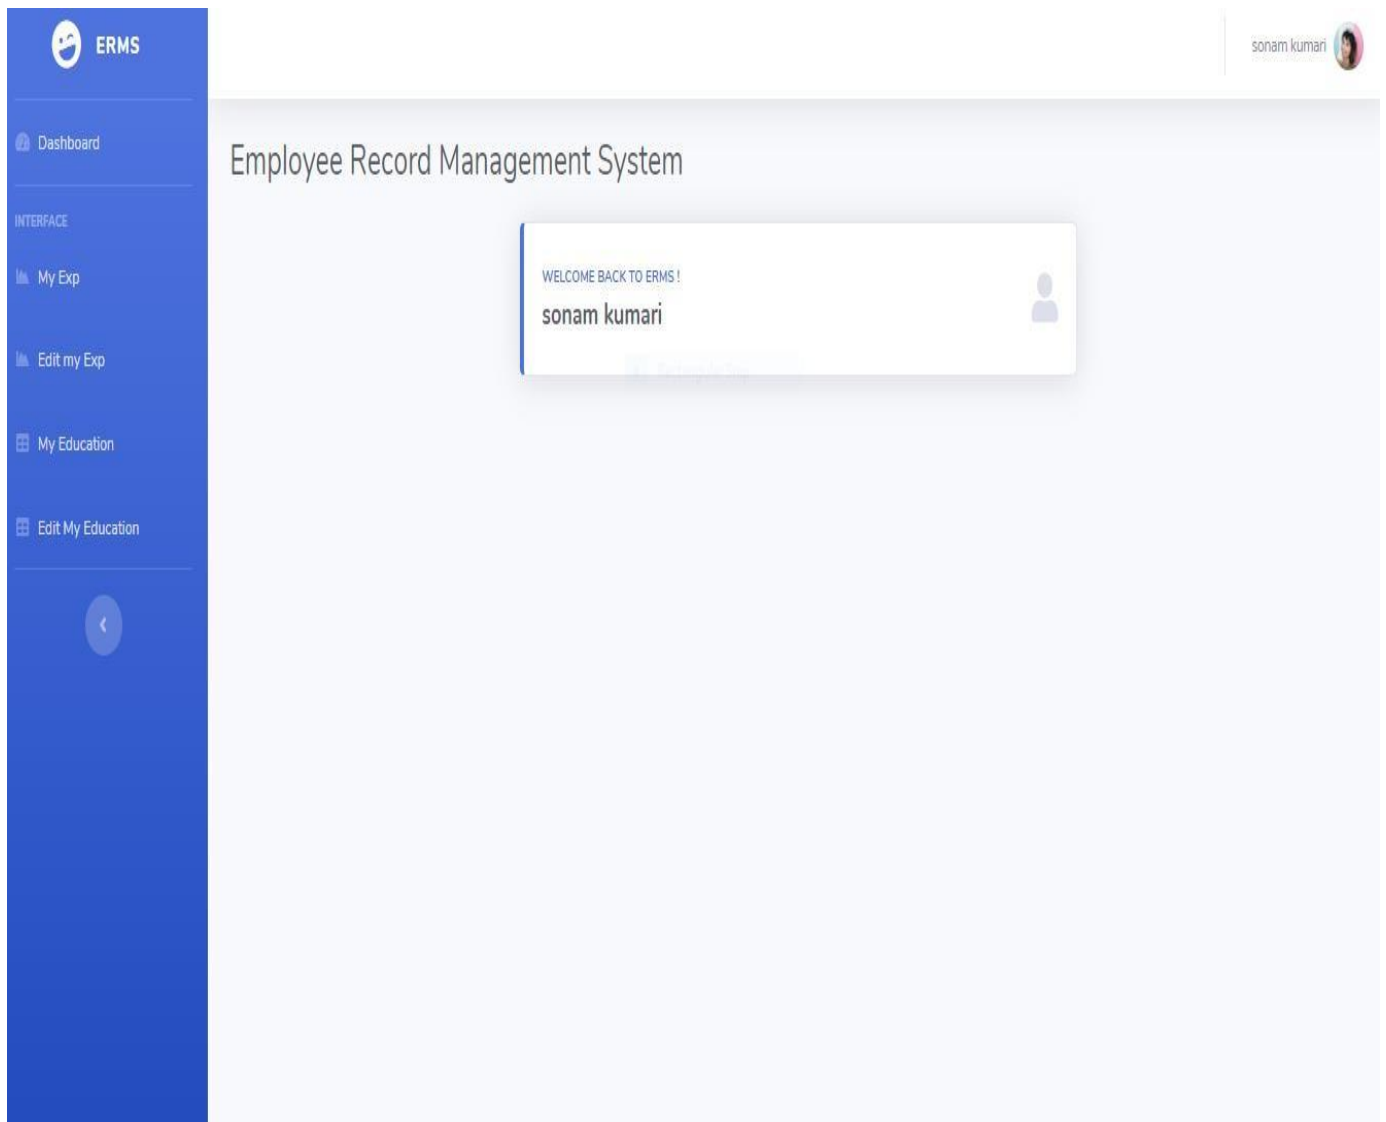 ERMS
sonam kumari
Dashboard
Employee Record Management System
INTERFACE
My Exp
WELCOME BACK TO ERMS !
sonam kumari
Edit my Exp
My Education
Edit My Education